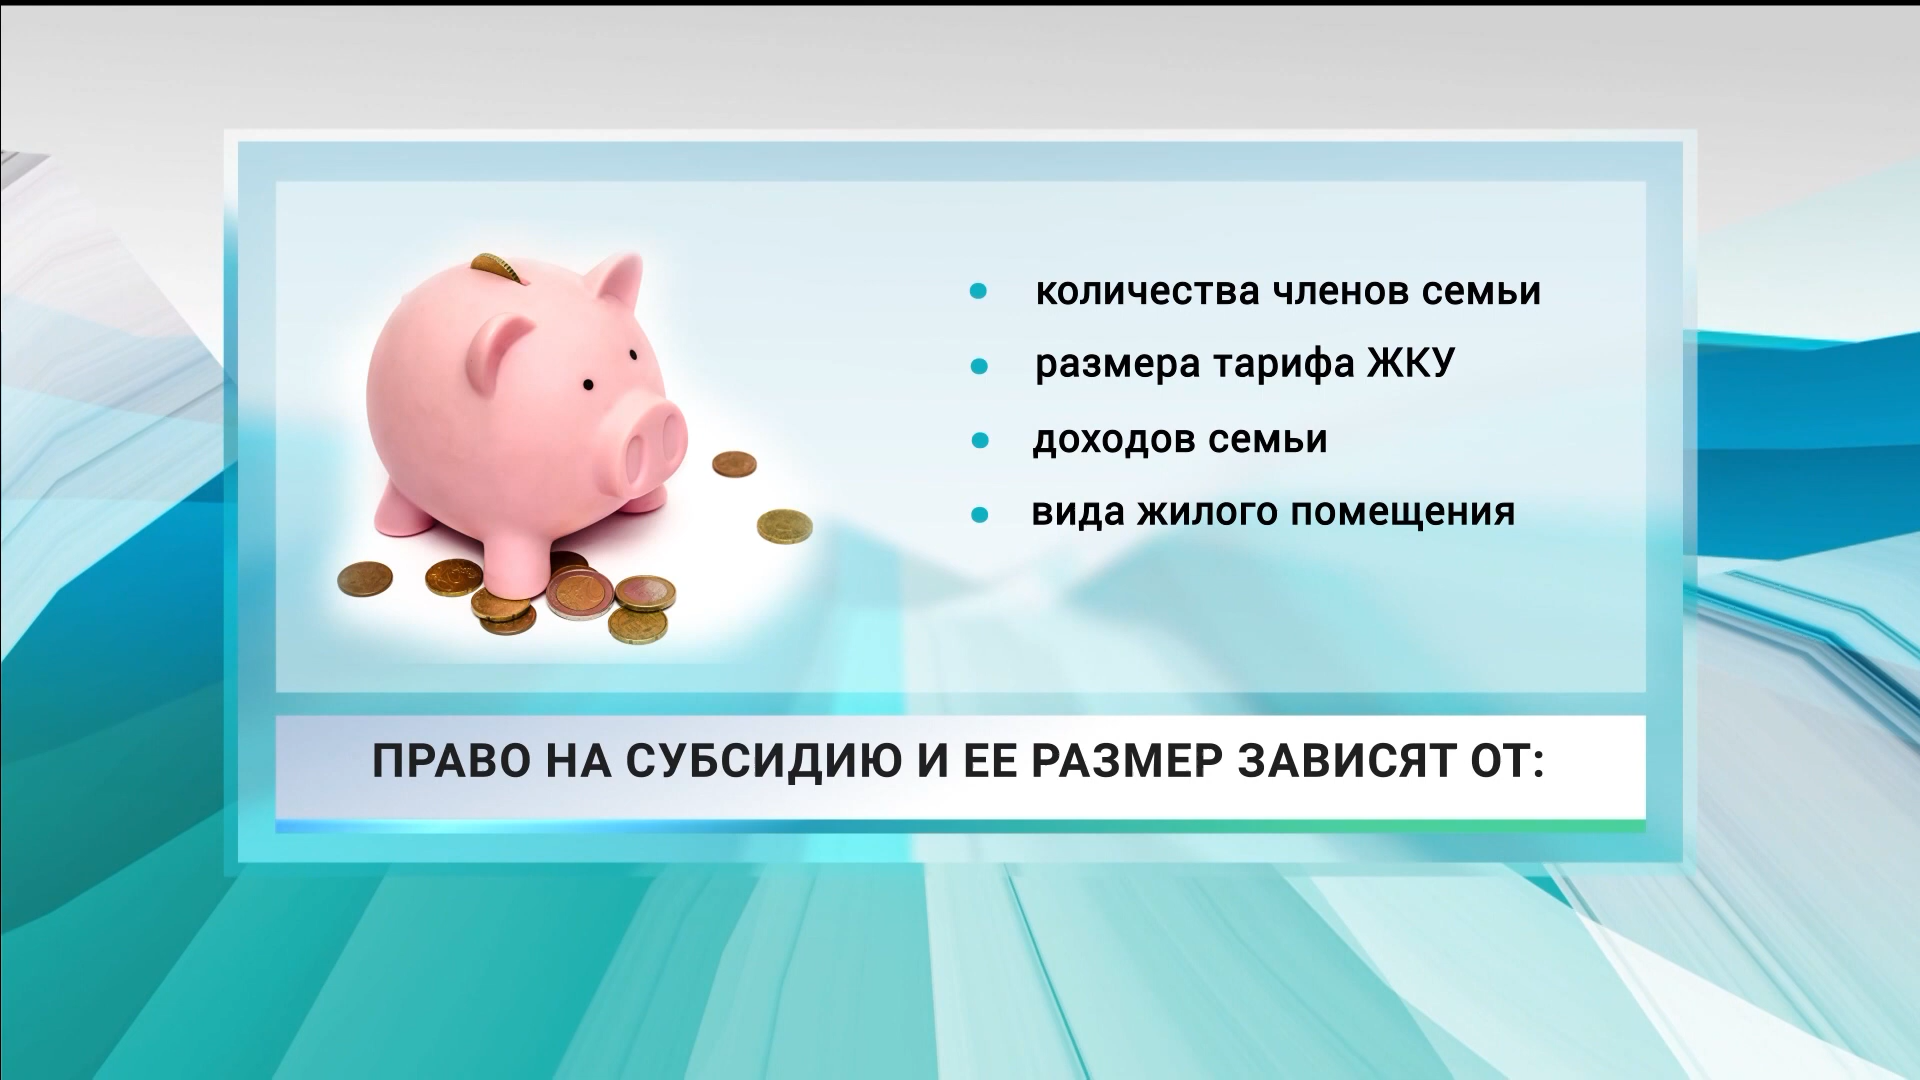 количества членов семьи
размера тарифа ЖКУ
доходов семьи
вида жилого помещения
ПРАВО НА СУБСИДИЮ И ЕЕ РАЗМЕР ЗАВИСЯТ ОТ: